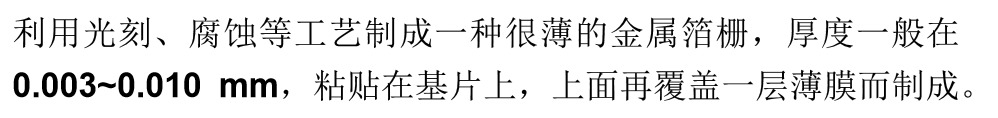 利用光刻、腐蚀等工艺制成一种很薄的金属箔栅，厚度一般在
0.003~0.010 mm，粘贴在基片上，上面再覆盖一层薄膜而制成。